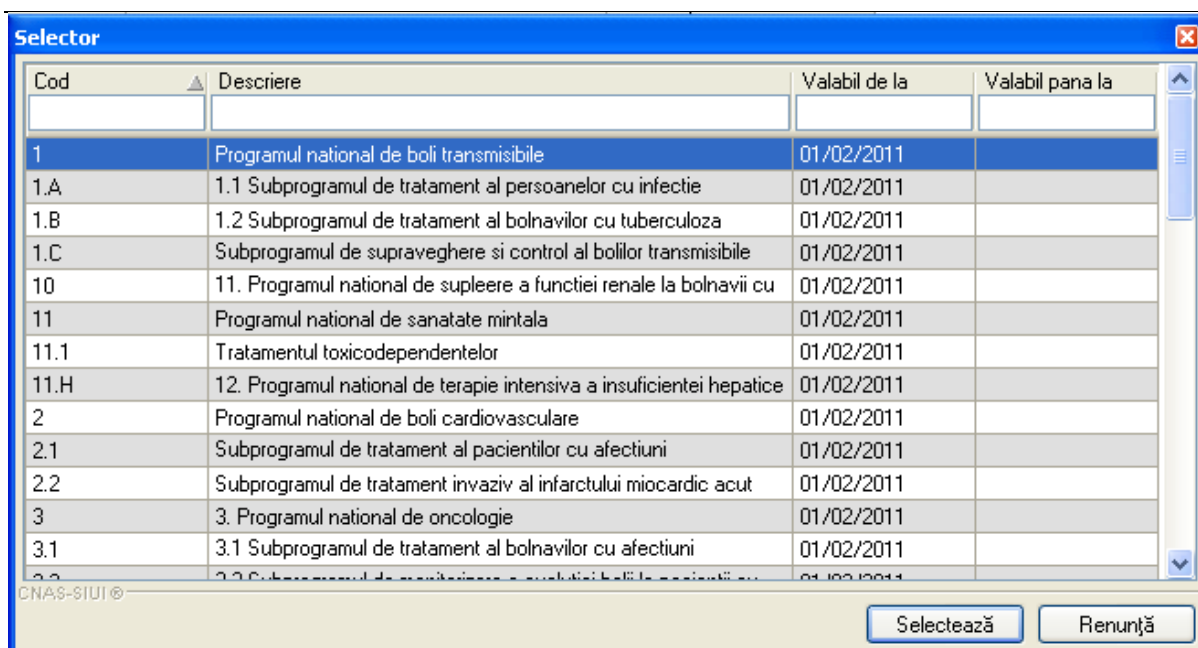 Selector
Cod Descriere Valabil de la Valabil pana la
1 Programul national de boli transmisibile 01/02/2011
1.A 1.1 Subprogramul de tratament al persoanelor cu infectie 01/02/2011
1.B 1.2 Subprogramul de tratament al bolnavilor cu tuberculoza 01/02/2011
1.C Subprogramul de supraveghere si control al bolilor transmisibile 01/02/2011
10 11. Programul national de supleere a functiei renale la bolnavii cu 01/02/2011
11 Programul national de sanatate mintala 01/02/2011
11.1 Tratamentul toxicodependentelor 01/02/2011
11.H 12. Programul national de terapie intensiva a insuficientei hepatice 01/02/2011
2 Programul national de boli cardiovasculare 01/02/2011
2.1 Subprogramul de tratament al pacientilor cu afectiuni 01/02/2011
2.2 Subprogramul de tratament invaziv al infarctului miocardic acut 01/02/2011
3 3. Programul national de oncologie 01/02/2011
3.1 3.1 Subprogramul de tratament al bolnavilor cu afectiuni 01/02/2011
CNAS-SIUI®
Selectează Renunţă